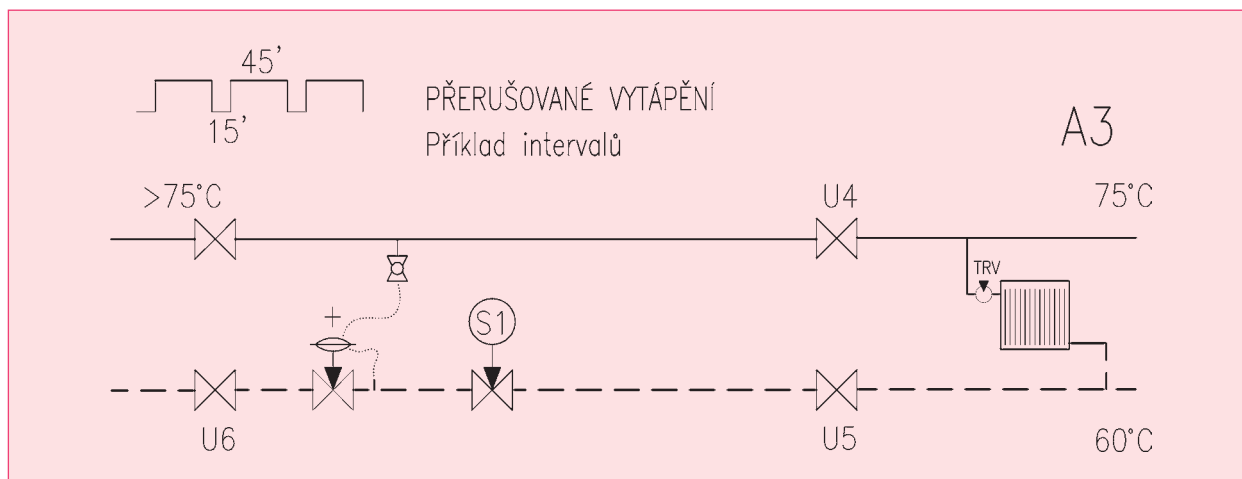 45'
15'
PŘERUŠOVANÉ VYTÁPĚNÍ
Příklad intervalů
A3
>75°C
U4
75°C
TRV
+
S1
U6
U5
60°C